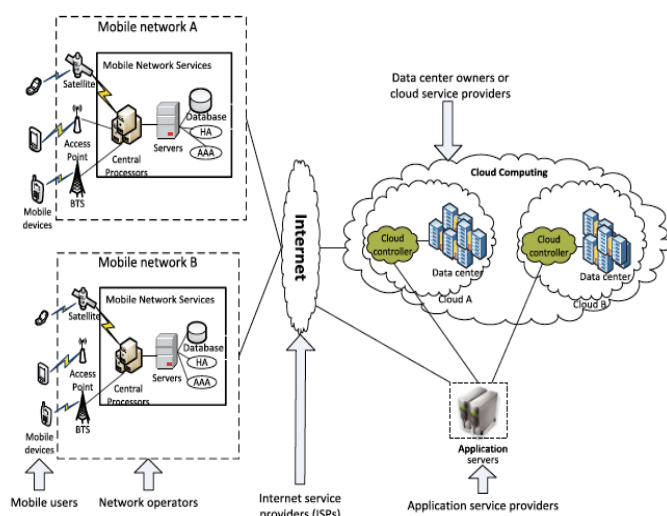 Mobile network A
Mobile Network Services
Satellite
Database
HA
AAA
Access
Point
Central
Processors
Servers
Mobile
devices
BTS
Mobile network B
Mobile Network Services
Satellite
Database
HA
AAA
Access
Point
Central
Processors
Servers
Mobile
devices
BTS
Mobile users
Network operators
Internet
Internet service
providers (ISPs)
Data center owners or
cloud service providers
Cloud Computing
Cloud
controller
Data center
Cloud A
Cloud
controller
Data center
Cloud B
Application
servers
Application service providers